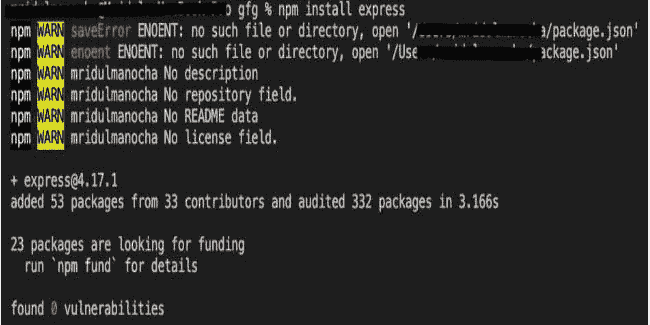 gfg % npm install express
npm WARN saveError ENOENT: no such file or directory, open '/ /package.json'
npm WARN enoent ENOENT: no such file or directory, open '/Use package.json'
npm WARN mridulmanocha No description
npm WARN mridulmanocha No repository field.
npm WARN mridulmanocha No README data
npm WARN mridulmanocha No license field.
+ express@4.17.1
added 53 packages from 33 contributors and audited 332 packages in 3.166s
23 packages are looking for funding
run `npm fund` for details
found 0 vulnerabilities